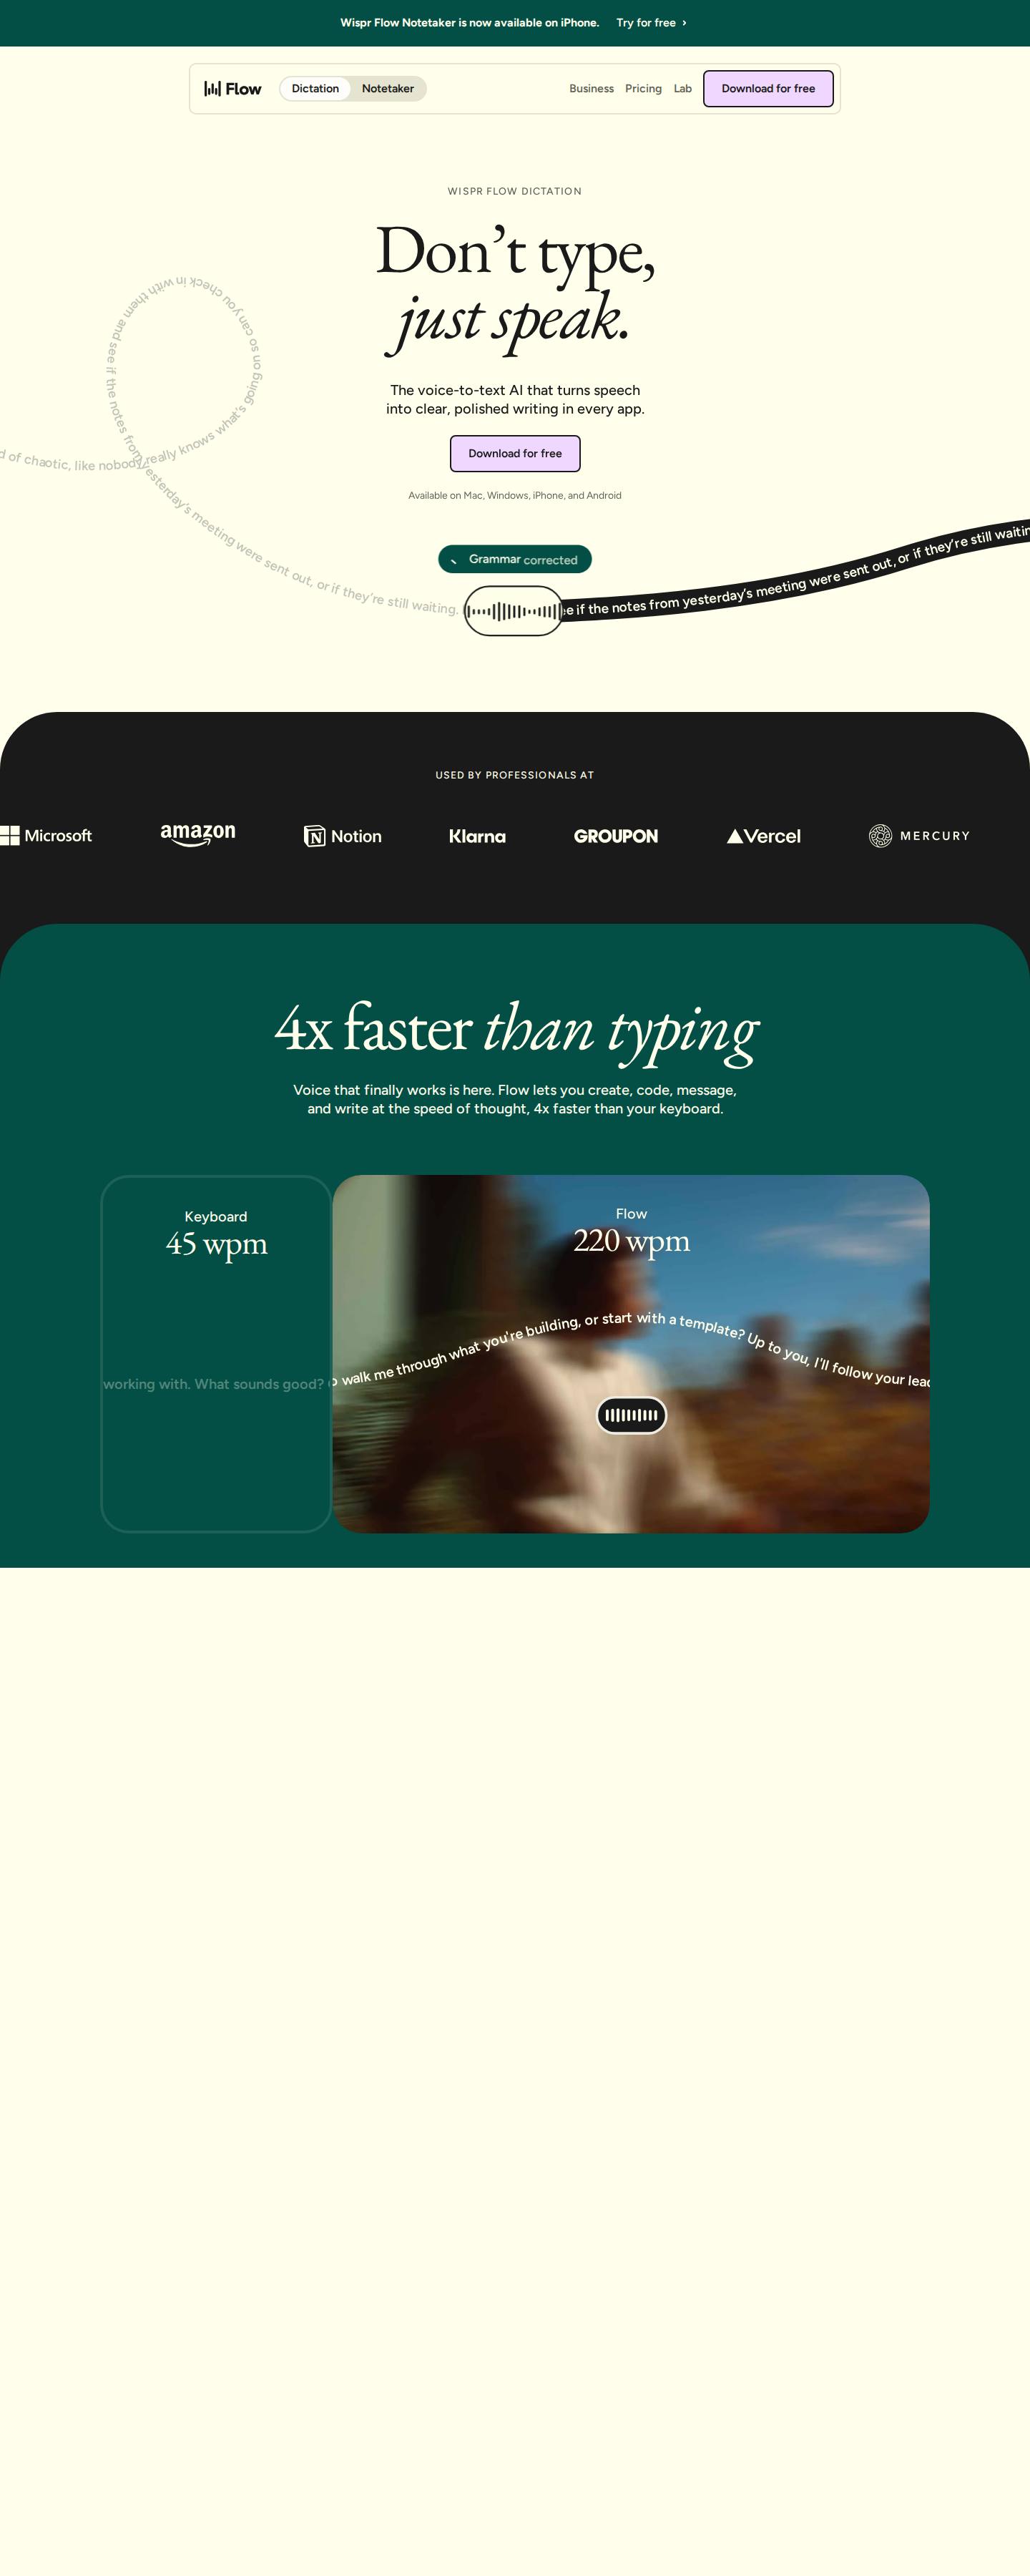 Wispr Flow Notetaker is now available on iPhone. Try for free ›
Flow
Dictation
Notetaker
Business
Pricing
Lab
Download for free
WISPR FLOW DICTATION
Don’t type,
just speak.
The voice-to-text AI that turns speech
into clear, polished writing in every app.
Download for free
Available on Mac, Windows, iPhone, and Android
of chaotic, like nobody really knows what’s going on so can you check in with them and see if the notes from yesterday’s meeting were sent out, or if they’re still waiting.
Grammar corrected
if the notes from yesterday’s meeting were sent out, or if they’re still
USED BY PROFESSIONALS AT
Microsoft
amazon
Notion
Klarna
GROUPON
Vercel
MERCURY
4x faster than typing
Voice that finally works is here. Flow lets you create, code, message,
and write at the speed of thought, 4x faster than your keyboard.
Keyboard
45 wpm
working with. What sounds good?
Flow
220 wpm
walk me through what you're building, or start with a template? Up to you, I'll follow your lead